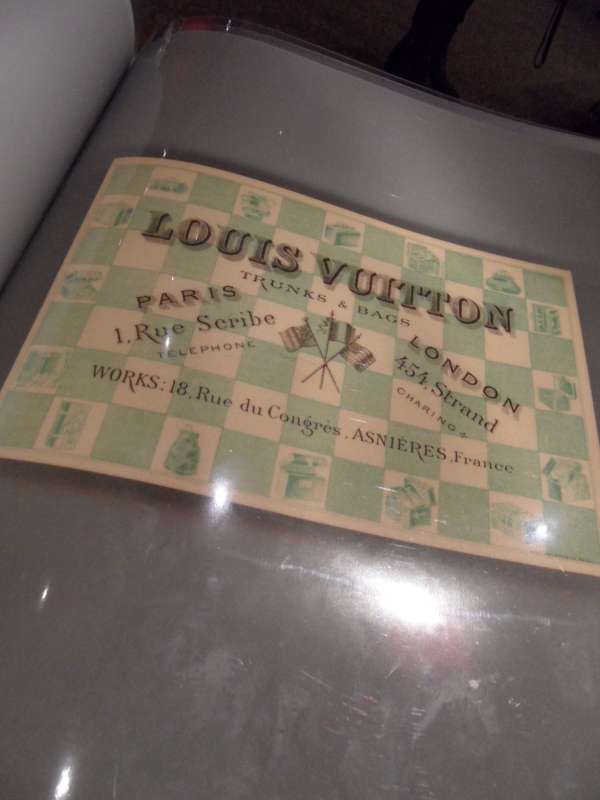 LOUIS VUITTON
TRUNKS & BAGS
PARIS
1, Rue Scribe
TELEPHONE
LONDON
454, Strand
CHARING +
WORKS: 18, Rue du Congrès, ASNIÈRES, France